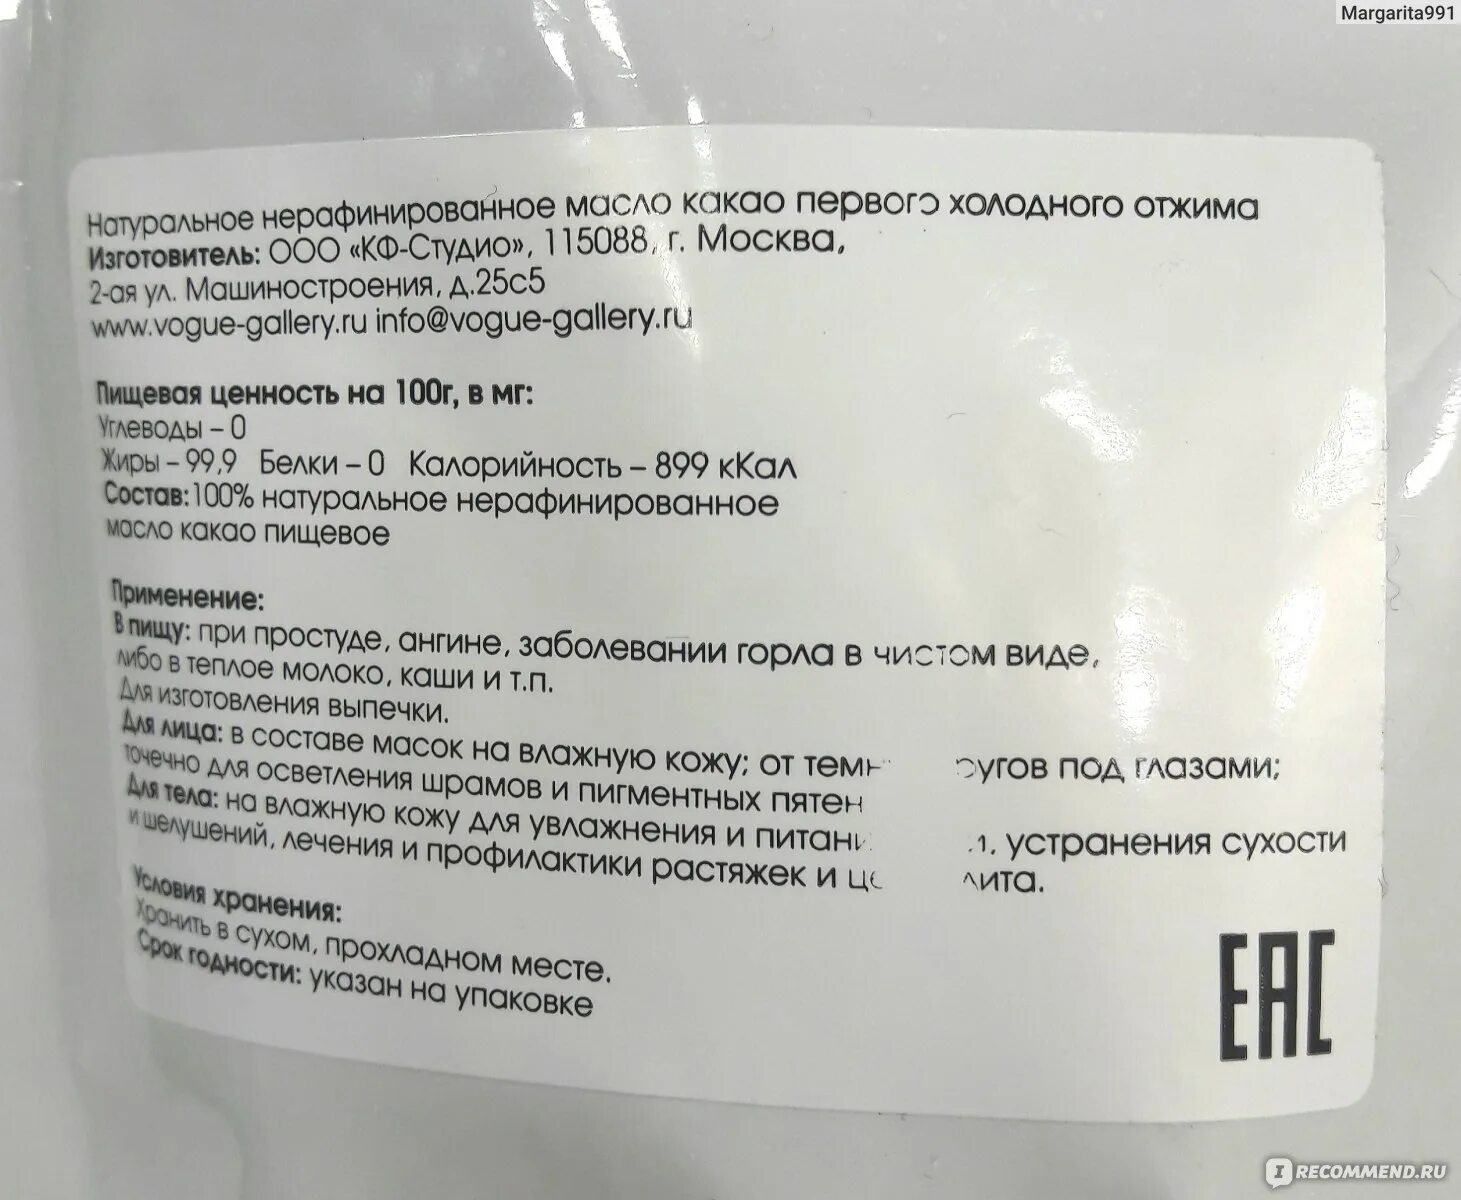 Margarita991
Натуральное нерафинированное масло какао первого холодного отжима
Изготовитель: ООО «КФ-Студио», 115088, г. Москва,
2-ая ул. Машиностроения, д.25с5
www.vogue-gallery.ru info@vogue-gallery.ru
Пищевая ценность на 100г, в мг:
Углеводы – 0
Жиры – 99,9 Белки – 0 Калорийность – 899 кКал
Состав:100% натуральное нерафинированное
масло какао пищевое
Применение:
В пищу: при простуде, ангине, заболевании горла в чистом виде,
либо в теплое молоко, каши и т.п.
Для изготовления выпечки.
Для лица: в составе масок на влажную кожу; от под глазами;
точечно для осветления шрамов и пигментных пятен
Для тела: на влажную кожу для увлажнения и устранения сухости
и шелушений, лечения и профилактики растяжек и
Условия хранения:
Хранить в сухом, прохладном месте.
Срок годности: указан на упаковке
EAC
IRECOMMEND.RU